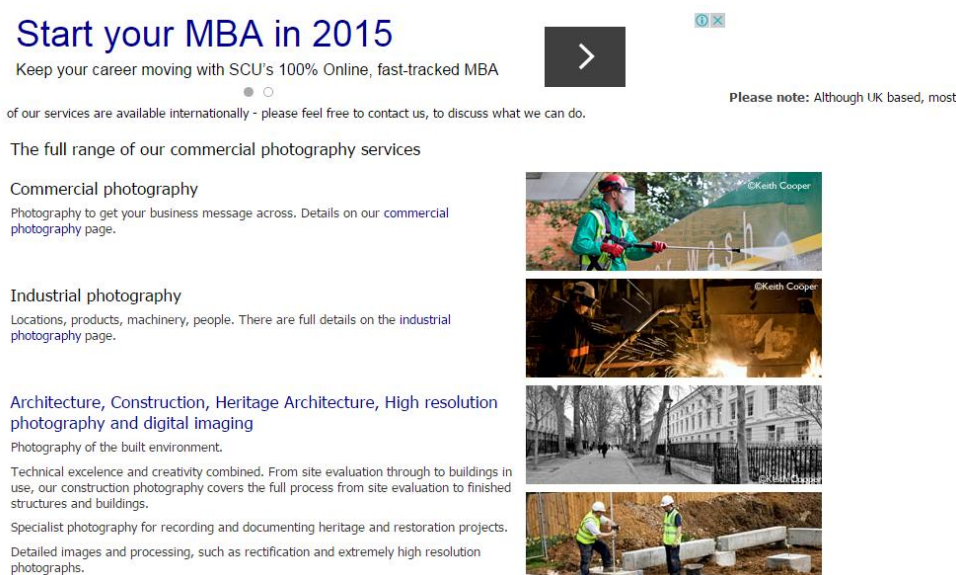 Start your MBA in 2015
Keep your career moving with SCU's 100% Online, fast-tracked MBA
Please note: Although UK based, most
of our services are available internationally - please feel free to contact us, to discuss what we can do.
The full range of our commercial photography services
Commercial photography
Photography to get your business message across. Details on our commercial
photography page.
©Keith Cooper
er wash
Industrial photography
Locations, products, machinery, people. There are full details on the industrial
photography page.
©Keith Cooper
Architecture, Construction, Heritage Architecture, High resolution
photography and digital imaging
Photography of the built environment.
Technical excelence and creativity combined. From site evaluation through to buildings in
use, our construction photography covers the full process from site evaluation to finished
structures and buildings.
Specialist photography for recording and documenting heritage and restoration projects.
Detailed images and processing, such as rectification and extremely high resolution
photographs.
©Keith Cooper